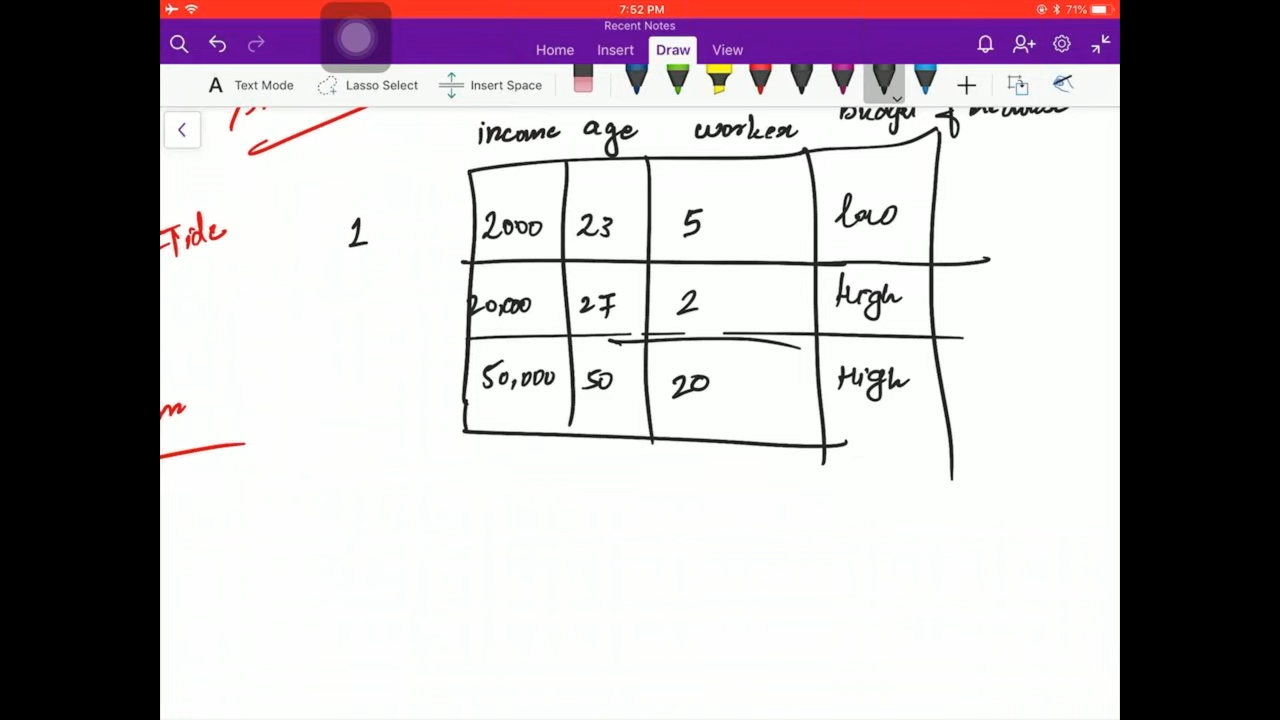 7:52 PM
71%
Recent Notes
Home Insert Draw View
A Text Mode Lasso Select Insert Space
income age worker
2000 23 5 low
Tide 1
20,000 27 2 High
50,000 50 20 High